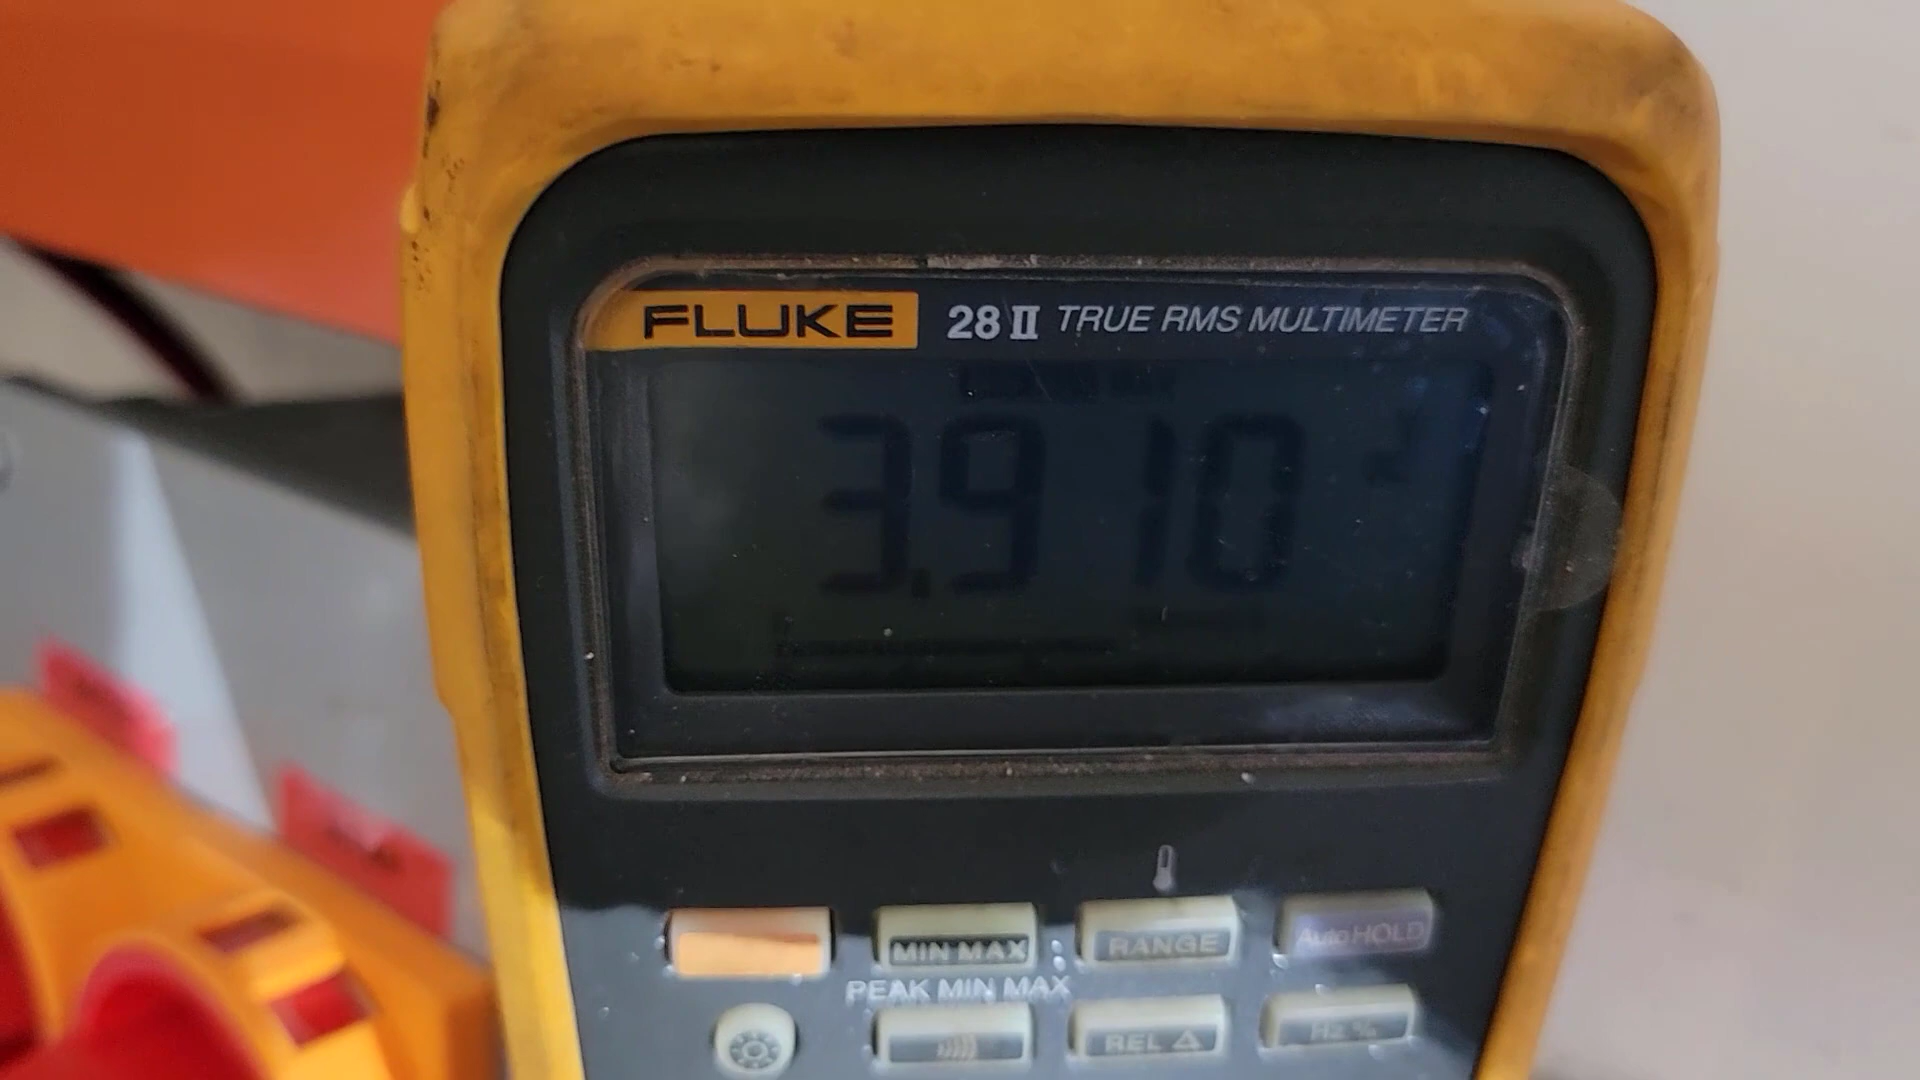 FLUKE 28 II TRUE RMS MULTIMETER
3.910
MIN MAX RANGE AutoHOLD
PEAK MIN MAX
REL △ Hz %